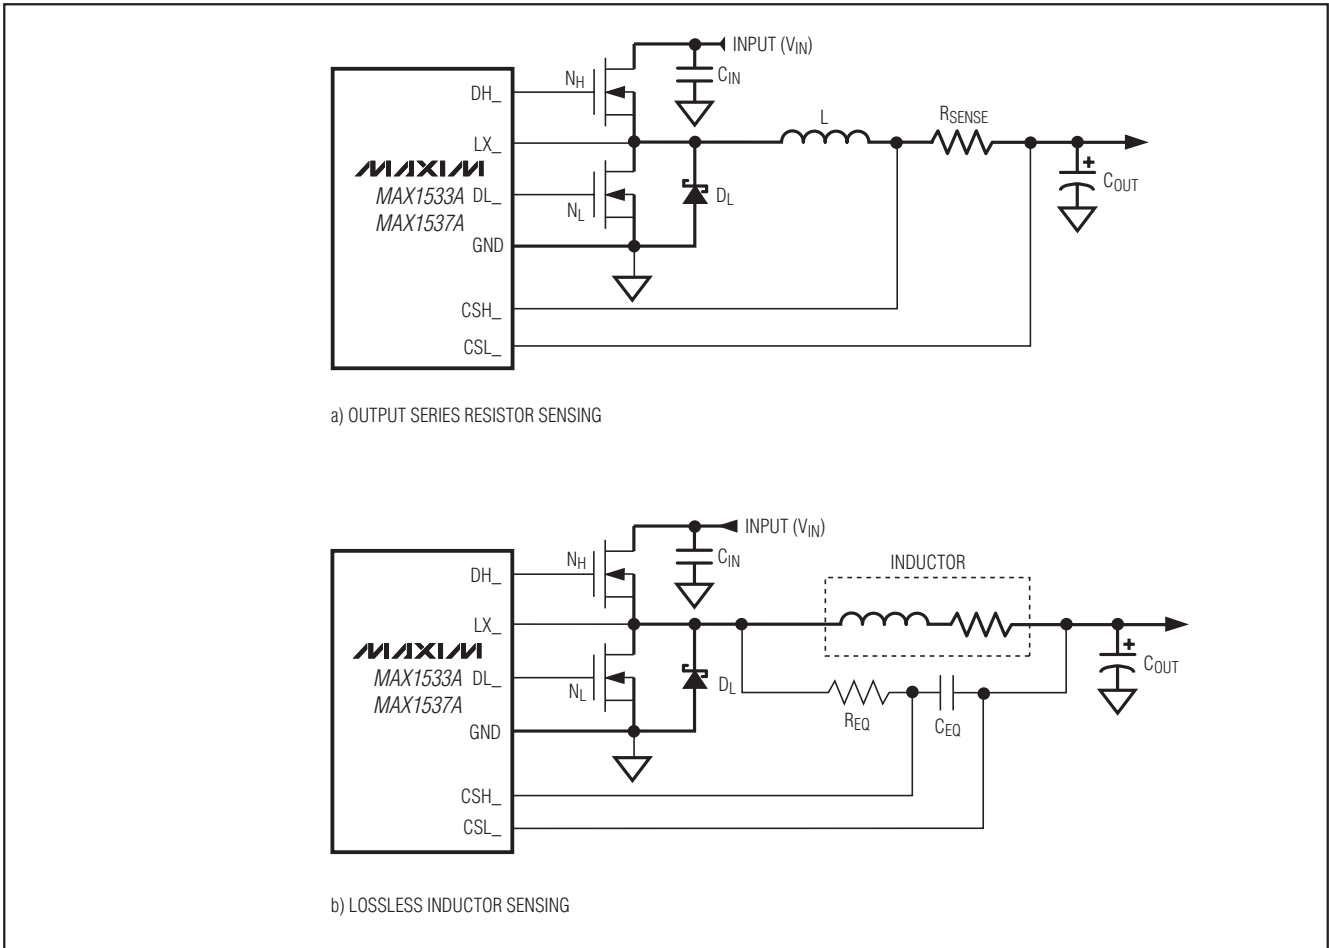 INPUT (VIN)
CIN
NH
DH_
L
RSENSE
LX_
MAXIM
MAX1533A
MAX1537A
DL_
NL
DL
COUT
+
GND
CSH_
CSL_
a) OUTPUT SERIES RESISTOR SENSING
INPUT (VIN)
CIN
NH
DH_
INDUCTOR
LX_
MAXIM
MAX1533A
MAX1537A
DL_
NL
DL
+
COUT
REQ
CEQ
GND
CSH_
CSL_
b) LOSSLESS INDUCTOR SENSING